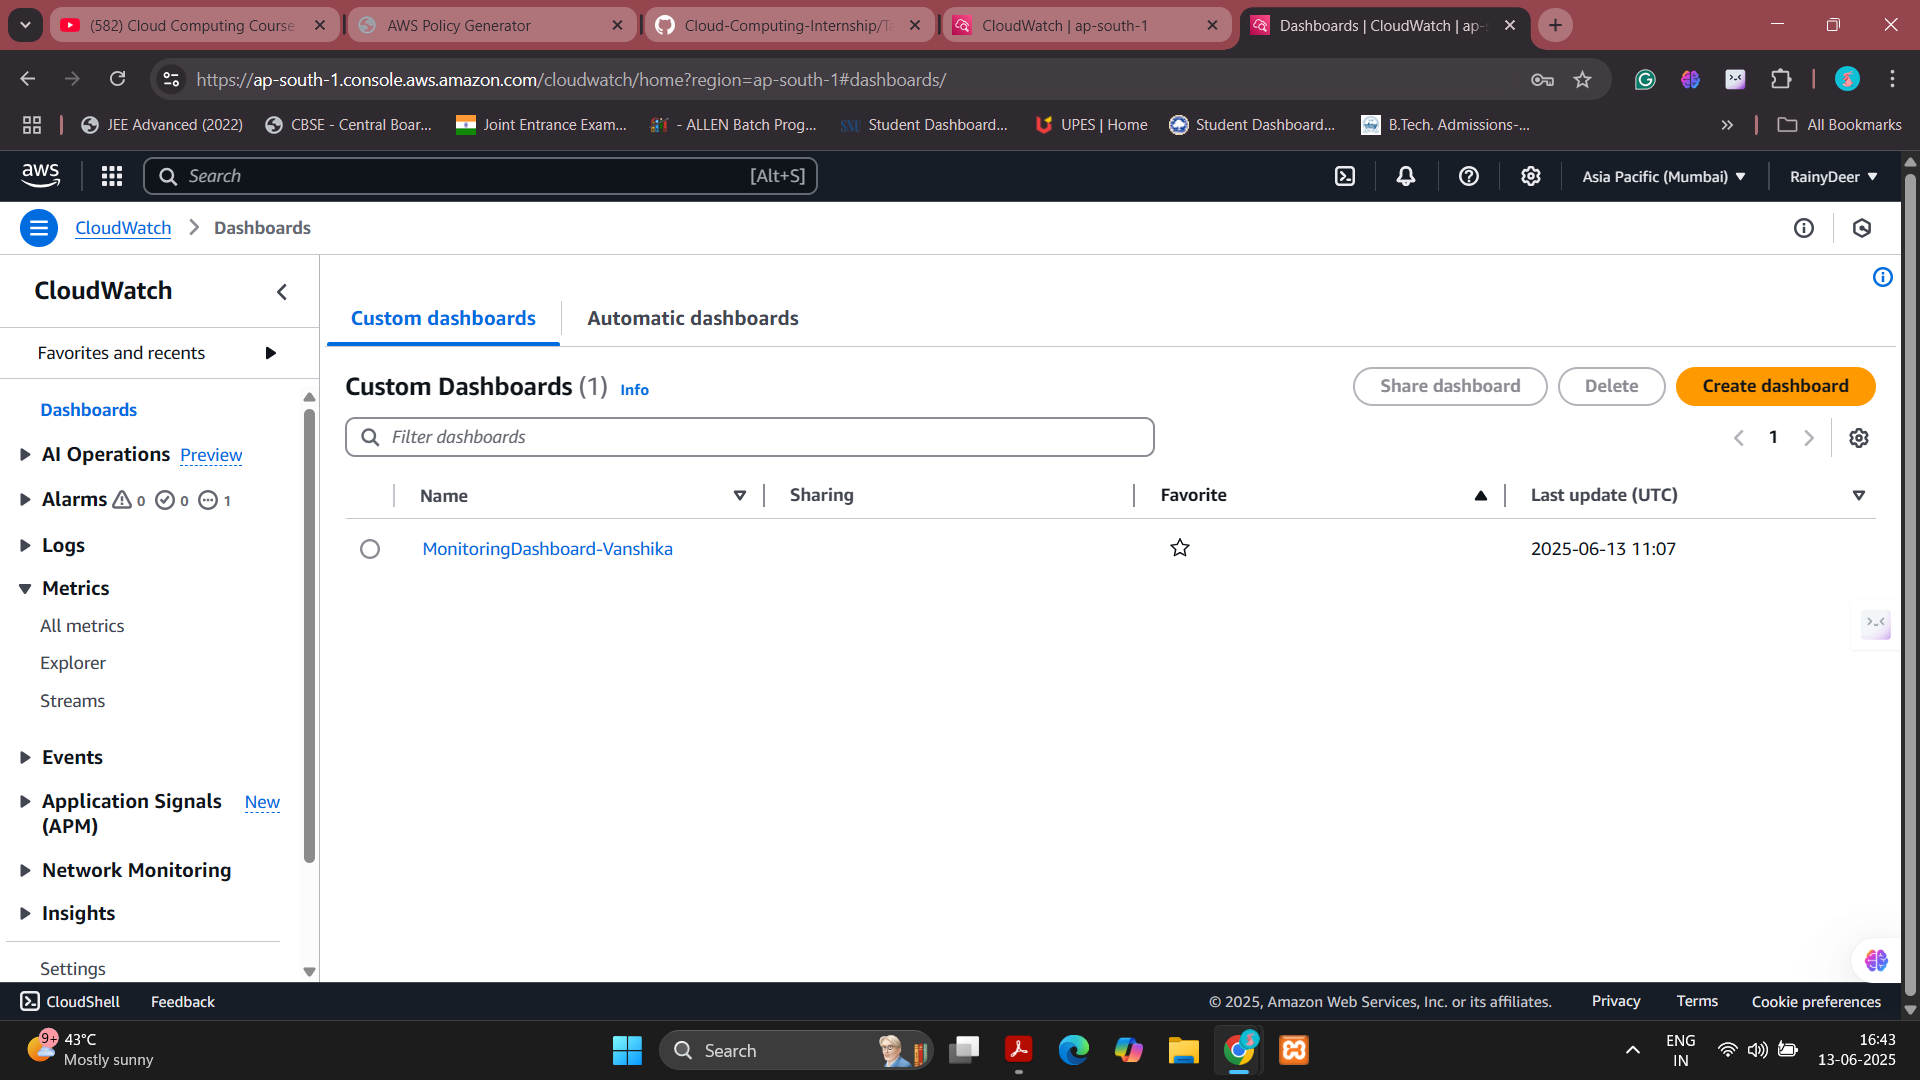 (582) Cloud Computing Course
AWS Policy Generator
Cloud-Computing-Internship/Ta
CloudWatch | ap-south-1
Dashboards | CloudWatch | ap-s
https://ap-south-1.console.aws.amazon.com/cloudwatch/home?region=ap-south-1#dashboards/
JEE Advanced (2022)
CBSE - Central Boar...
Joint Entrance Exam...
- ALLEN Batch Prog...
SNU
Student Dashboard...
UPES | Home
Student Dashboard...
B.Tech. Admissions-...
All Bookmarks
aws
Search
[Alt+S]
Asia Pacific (Mumbai)
RainyDeer
CloudWatch
Dashboards
CloudWatch
Favorites and recents
Dashboards
AI Operations Preview
Alarms 0 0 1
Logs
Metrics
All metrics
Explorer
Streams
Events
Application Signals New
(APM)
Network Monitoring
Insights
Settings
Custom dashboards
Automatic dashboards
Custom Dashboards (1) Info
Share dashboard
Delete
Create dashboard
Filter dashboards
1
Name
Sharing
Favorite
Last update (UTC)
MonitoringDashboard-Vanshika
2025-06-13 11:07
CloudShell
Feedback
© 2025, Amazon Web Services, Inc. or its affiliates.
Privacy
Terms
Cookie preferences
9+
43°C
Mostly sunny
Search
ENG
IN
16:43
13-06-2025